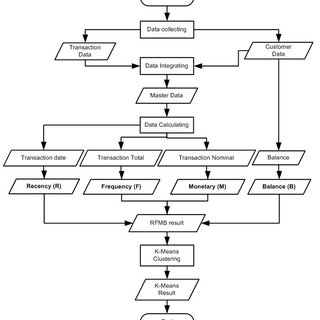 Data collecting
Transaction
Data
Customer
Data
Data Integrating
Master Data
Data Calculating
Transaction date
Transaction Total
Transaction Nominal
Balance
Recency (R)
Frequency (F)
Monetary (M)
Balance (B)
RFMB result
K-Means
Clustering
K-Means
Result